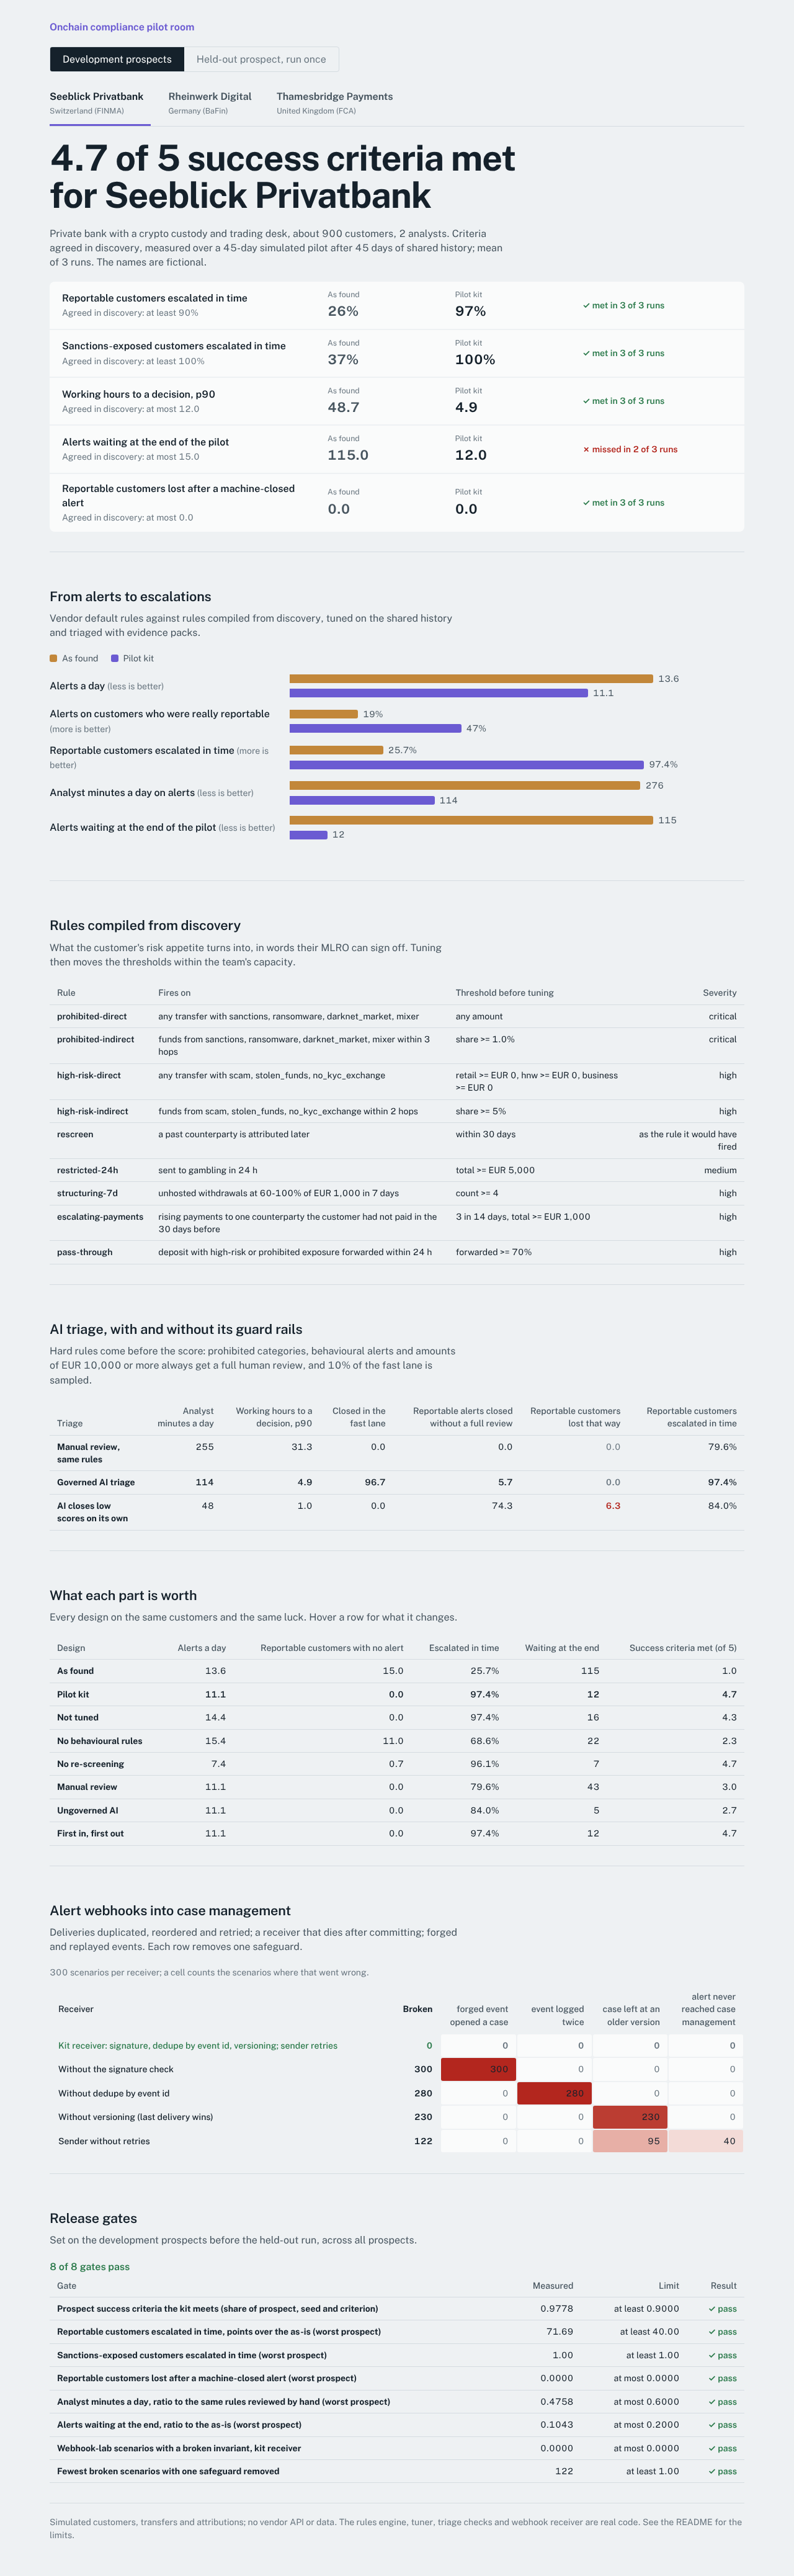 Onchain compliance pilot room
Development prospects
Held-out prospect, run once
Seeblick Privatbank
Switzerland (FINMA)
Rheinwerk Digital
Germany (BaFin)
Thamesbridge Payments
United Kingdom (FCA)
4.7 of 5 success criteria met
for Seeblick Privatbank
Private bank with a crypto custody and trading desk, about 900 customers, 2 analysts. Criteria
agreed in discovery, measured over a 45-day simulated pilot after 45 days of shared history; mean
of 3 runs. The names are fictional.
Reportable customers escalated in time
Agreed in discovery: at least 90%
As found
26%
Pilot kit
97%
✓ met in 3 of 3 runs
Sanctions-exposed customers escalated in time
Agreed in discovery: at least 100%
As found
37%
Pilot kit
100%
✓ met in 3 of 3 runs
Working hours to a decision, p90
Agreed in discovery: at most 12.0
As found
48.7
Pilot kit
4.9
✓ met in 3 of 3 runs
Alerts waiting at the end of the pilot
Agreed in discovery: at most 15.0
As found
115.0
Pilot kit
12.0
✕ missed in 2 of 3 runs
Reportable customers lost after a machine-closed
alert
Agreed in discovery: at most 0.0
As found
0.0
Pilot kit
0.0
✓ met in 3 of 3 runs
From alerts to escalations
Vendor default rules against rules compiled from discovery, tuned on the shared history
and triaged with evidence packs.
As found Pilot kit
Alerts a day (less is better)
13.6
11.1
Alerts on customers who were really reportable
(more is better)
19%
47%
Reportable customers escalated in time (more is
better)
25.7%
97.4%
Analyst minutes a day on alerts (less is better)
276
114
Alerts waiting at the end of the pilot (less is better)
115
12
Rules compiled from discovery
What the customer's risk appetite turns into, in words their MLRO can sign off. Tuning
then moves the thresholds within the team's capacity.
Rule Fires on Threshold before tuning Severity
prohibited-direct any transfer with sanctions, ransomware, darknet_market, mixer any amount critical
prohibited-indirect funds from sanctions, ransomware, darknet_market, mixer within 3
hops share >= 1.0% critical
high-risk-direct any transfer with scam, stolen_funds, no_kyc_exchange retail >= EUR 0, hnw >= EUR 0, business
>= EUR 0 high
high-risk-indirect funds from scam, stolen_funds, no_kyc_exchange within 2 hops share >= 5% high
rescreen a past counterparty is attributed later within 30 days as the rule it would have
fired
restricted-24h sent to gambling in 24 h total >= EUR 5,000 medium
structuring-7d unhosted withdrawals at 60-100% of EUR 1,000 in 7 days count >= 4 high
escalating-payments rising payments to one counterparty the customer had not paid in the
30 days before 3 in 14 days, total >= EUR 1,000 high
pass-through deposit with high-risk or prohibited exposure forwarded within 24 h forwarded >= 70% high
AI triage, with and without its guard rails
Hard rules come before the score: prohibited categories, behavioural alerts and amounts
of EUR 10,000 or more always get a full human review, and 10% of the fast lane is
sampled.
Triage
Analyst
minutes a day
Working hours to a
decision, p90
Closed in the
fast lane
Reportable alerts closed
without a full review
Reportable customers
lost that way
Reportable customers
escalated in time
Manual review,
same rules 255 31.3 0.0 0.0 0.0 79.6%
Governed AI triage 114 4.9 96.7 5.7 0.0 97.4%
AI closes low
scores on its own 48 1.0 0.0 74.3 6.3 84.0%
What each part is worth
Every design on the same customers and the same luck. Hover a row for what it changes.
Design Alerts a day Reportable customers with no alert Escalated in time Waiting at the end Success criteria met (of 5)
As found 13.6 15.0 25.7% 115 1.0
Pilot kit 11.1 0.0 97.4% 12 4.7
Not tuned 14.4 0.0 97.4% 16 4.3
No behavioural rules 15.4 11.0 68.6% 22 2.3
No re-screening 7.4 0.7 96.1% 7 4.7
Manual review 11.1 0.0 79.6% 43 3.0
Ungoverned AI 11.1 0.0 84.0% 5 2.7
First in, first out 11.1 0.0 97.4% 12 4.7
Alert webhooks into case management
Deliveries duplicated, reordered and retried; a receiver that dies after committing; forged
and replayed events. Each row removes one safeguard.
300 scenarios per receiver; a cell counts the scenarios where that went wrong.
Receiver
Broken
forged event
opened a case
event logged
twice
case left at an
older version
alert never
reached case
management
Kit receiver: signature, dedupe by event id, versioning; sender retries 0 0 0 0 0
Without the signature check 300 300 0 0 0
Without dedupe by event id 280 0 280 0 0
Without versioning (last delivery wins) 230 0 0 230 0
Sender without retries 122 0 0 95 40
Release gates
Set on the development prospects before the held-out run, across all prospects.
8 of 8 gates pass
Gate Measured Limit Result
Prospect success criteria the kit meets (share of prospect, seed and criterion) 0.9778 at least 0.9000 ✓ pass
Reportable customers escalated in time, points over the as-is (worst prospect) 71.69 at least 40.00 ✓ pass
Sanctions-exposed customers escalated in time (worst prospect) 1.00 at least 1.00 ✓ pass
Reportable customers lost after a machine-closed alert (worst prospect) 0.0000 at most 0.0000 ✓ pass
Analyst minutes a day, ratio to the same rules reviewed by hand (worst prospect) 0.4758 at most 0.6000 ✓ pass
Alerts waiting at the end, ratio to the as-is (worst prospect) 0.1043 at most 0.2000 ✓ pass
Webhook-lab scenarios with a broken invariant, kit receiver 0.0000 at most 0.0000 ✓ pass
Fewest broken scenarios with one safeguard removed 122 at least 1.00 ✓ pass
Simulated customers, transfers and attributions; no vendor API or data. The rules engine, tuner, triage checks and webhook receiver are real code. See the README for the
limits.